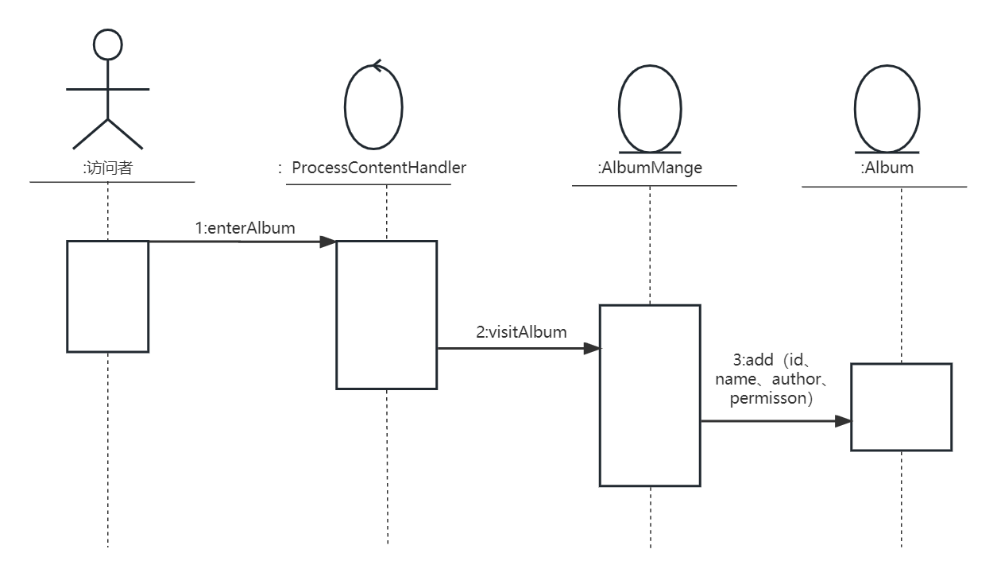 :访问者
: ProcessContentHandler
:AlbumMange
:Album
1:enterAlbum
2:visitAlbum
3:add（id、
name、author、
permisson）